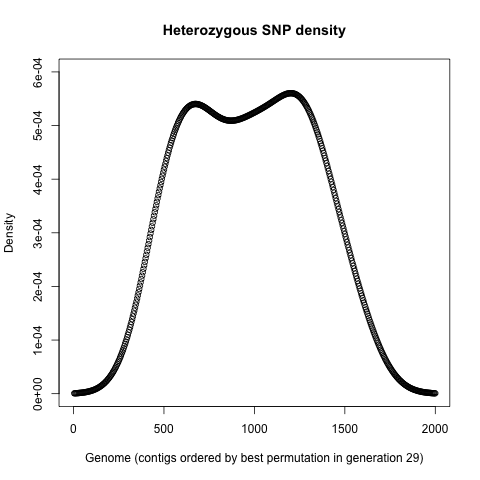 Heterozygous SNP density
6e-04
5e-04
4e-04
3e-04
2e-04
1e-04
0e+00
Density
0 500 1000 1500 2000
Genome (contigs ordered by best permutation in generation 29)